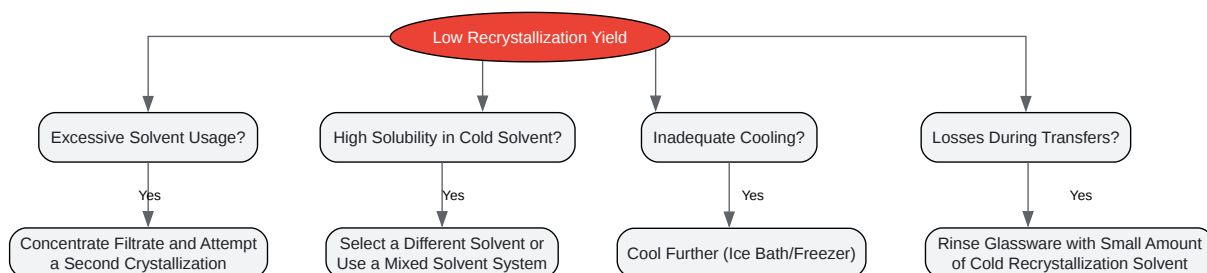 Low Recrystallization Yield
Excessive Solvent Usage?
High Solubility in Cold Solvent?
Inadequate Cooling?
Losses During Transfers?
Yes
Yes
Yes
Yes
Concentrate Filtrate and Attempt
a Second Crystallization
Select a Different Solvent or
Use a Mixed Solvent System
Cool Further (Ice Bath/Freezer)
Rinse Glassware with Small Amount
of Cold Recrystallization Solvent